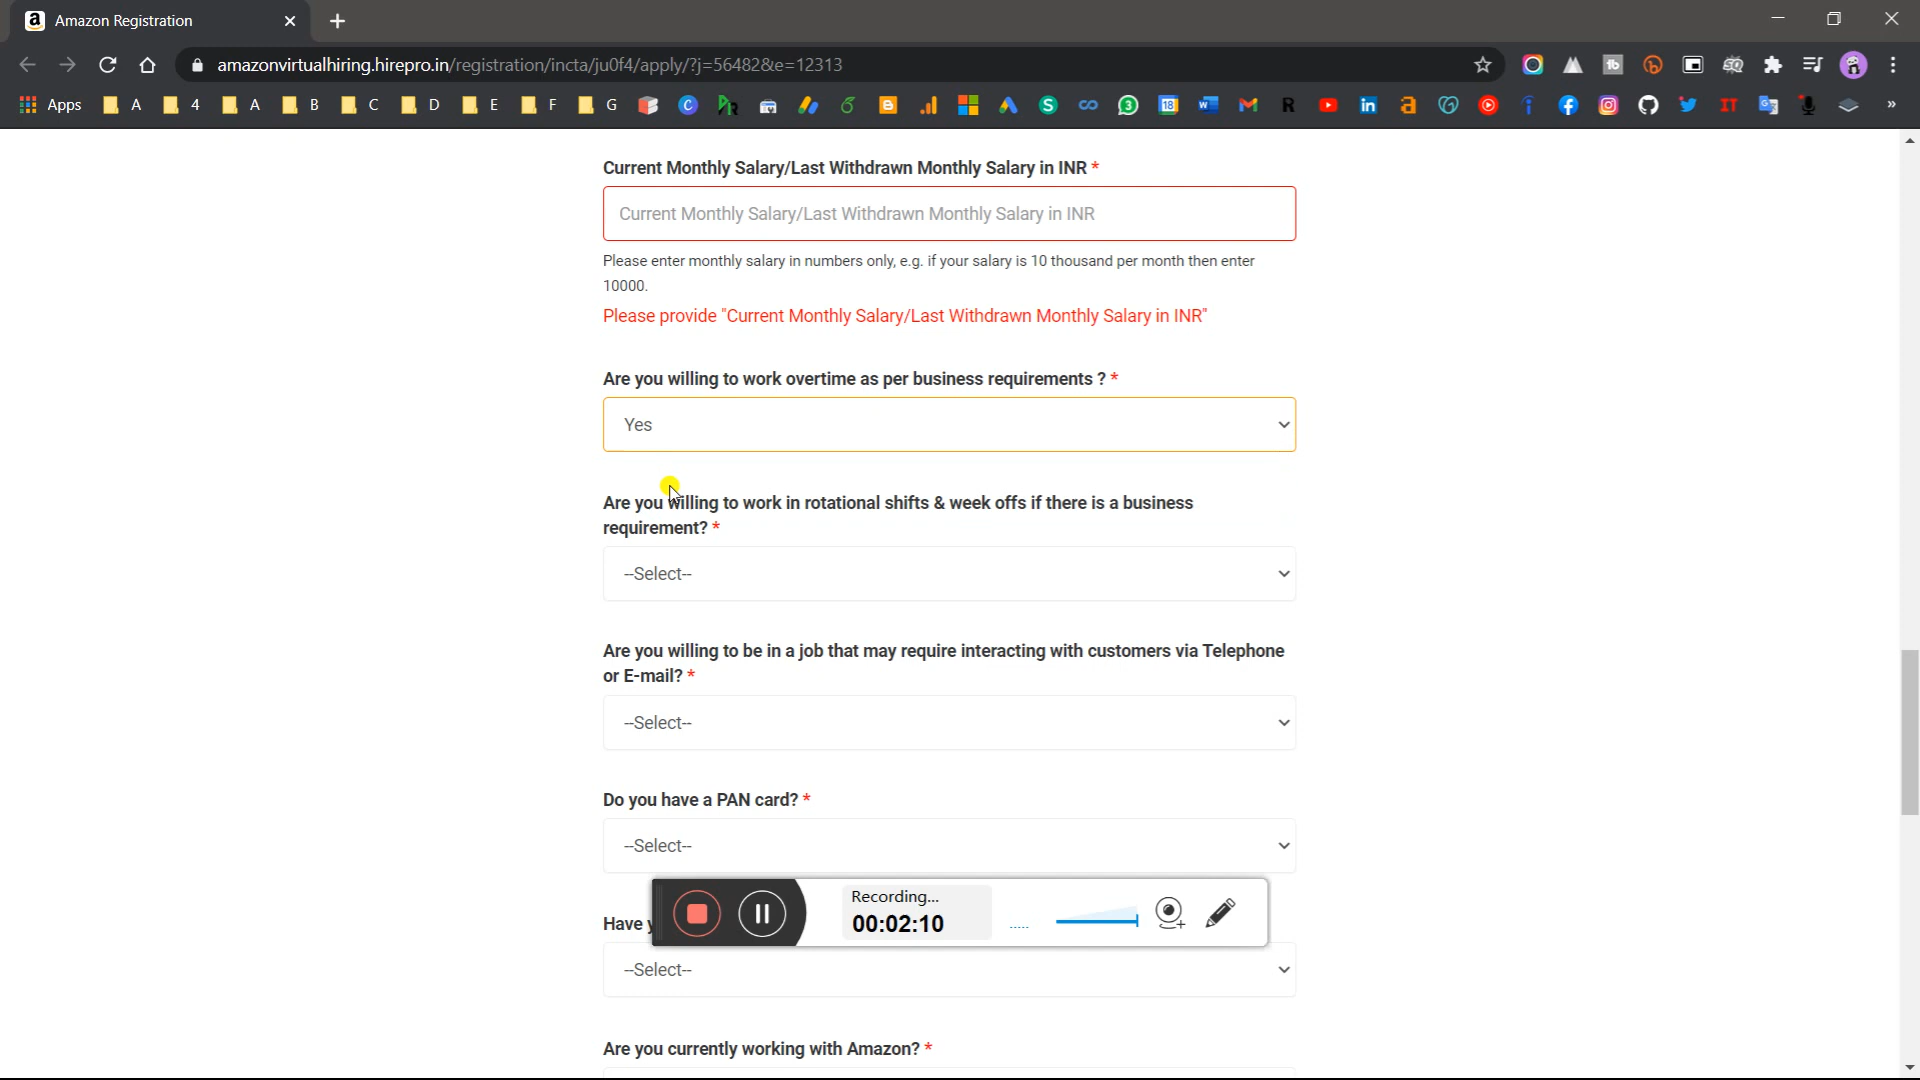 Amazon Registration
amazonvirtualhiring.hirepro.in/registration/incta/ju0f4/apply/?j=56482&e=12313
Apps A 4 A B C D E F G
Current Monthly Salary/Last Withdrawn Monthly Salary in INR *
Current Monthly Salary/Last Withdrawn Monthly Salary in INR
Please enter monthly salary in numbers only, e.g. if your salary is 10 thousand per month then enter
10000.
Please provide "Current Monthly Salary/Last Withdrawn Monthly Salary in INR"
Are you willing to work overtime as per business requirements ? *
Yes
Are you willing to work in rotational shifts & week offs if there is a business
requirement? *
--Select--
Are you willing to be in a job that may require interacting with customers via Telephone
or E-mail? *
--Select--
Do you have a PAN card? *
--Select--
Recording...
00:02:10
Have
--Select--
Are you currently working with Amazon? *